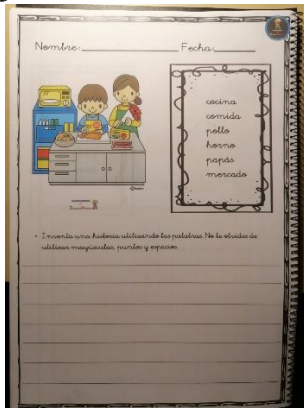 Nombre: Fecha:
cocina
comida
pollo
horno
papás
mercado
• Inventa una historia utilizando las palabras. No te olvides de
utilizar mayúsculas, puntos y espacios.